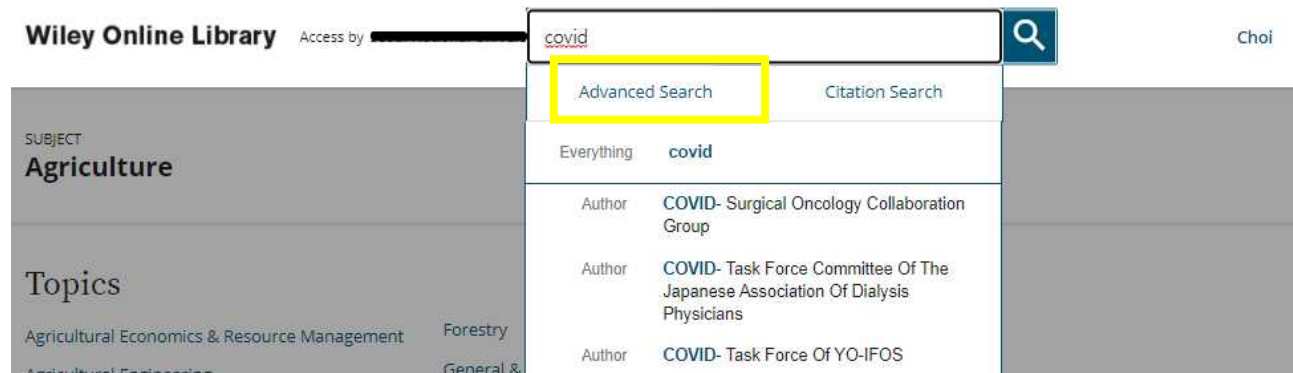 Wiley Online Library Access by covid Choi
Advanced Search Citation Search
SUBJECT
Agriculture
Everything covid
Author COVID- Surgical Oncology Collaboration
Group
Author COVID- Task Force Committee Of The
Japanese Association Of Dialysis
Physicians
Author COVID- Task Force Of YO-IFOS
Topics
Agricultural Economics & Resource Management Forestry
General &